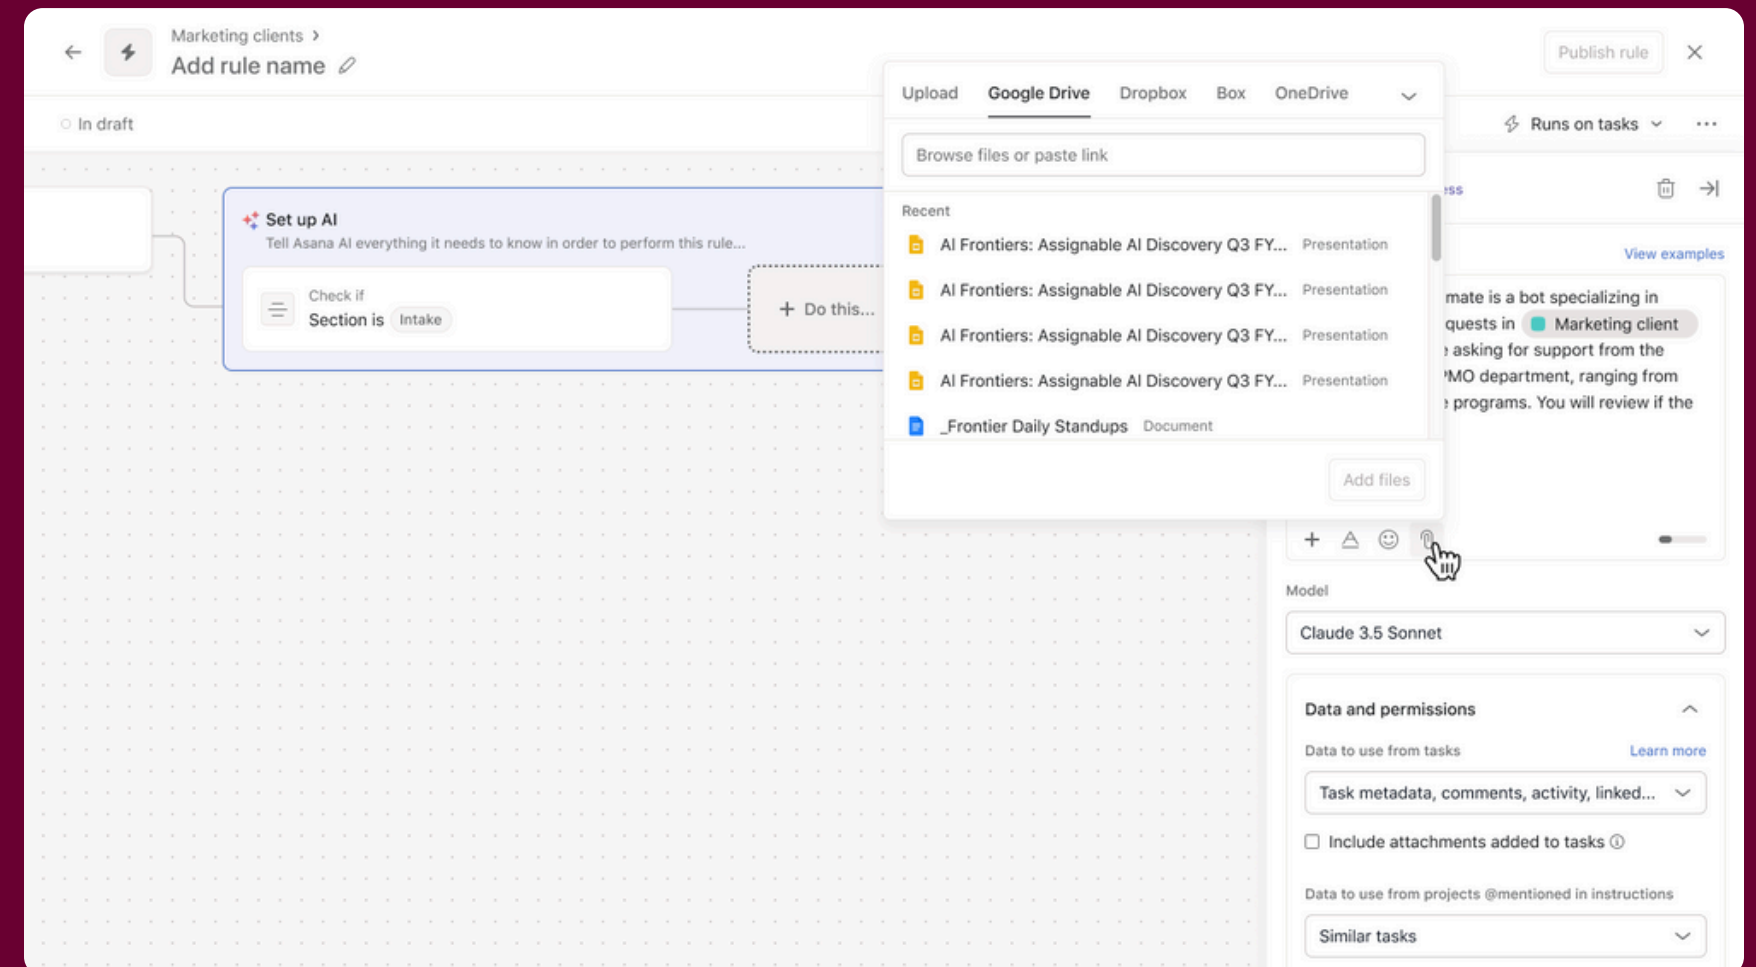 Marketing clients
Add rule name
Publish rule
In draft
Runs on tasks
Set up AI
Tell Asana AI everything it needs to know in order to perform this rule...
Check if
Section is Intake
Do this...
Upload Google Drive Dropbox Box OneDrive
Browse files or paste link
Recent
AI Frontiers: Assignable AI Discovery Q3 FY... Presentation
AI Frontiers: Assignable AI Discovery Q3 FY... Presentation
AI Frontiers: Assignable AI Discovery Q3 FY... Presentation
AI Frontiers: Assignable AI Discovery Q3 FY... Presentation
_Frontier Daily Standups Document
Add files
View examples
mate is a bot specializing in
quests in Marketing client
asking for support from the
PMO department, ranging from
programs. You will review if the
Model
Claude 3.5 Sonnet
Data and permissions
Data to use from tasks Learn more
Task metadata, comments, activity, linked...
Include attachments added to tasks
Data to use from projects @mentioned in instructions
Similar tasks